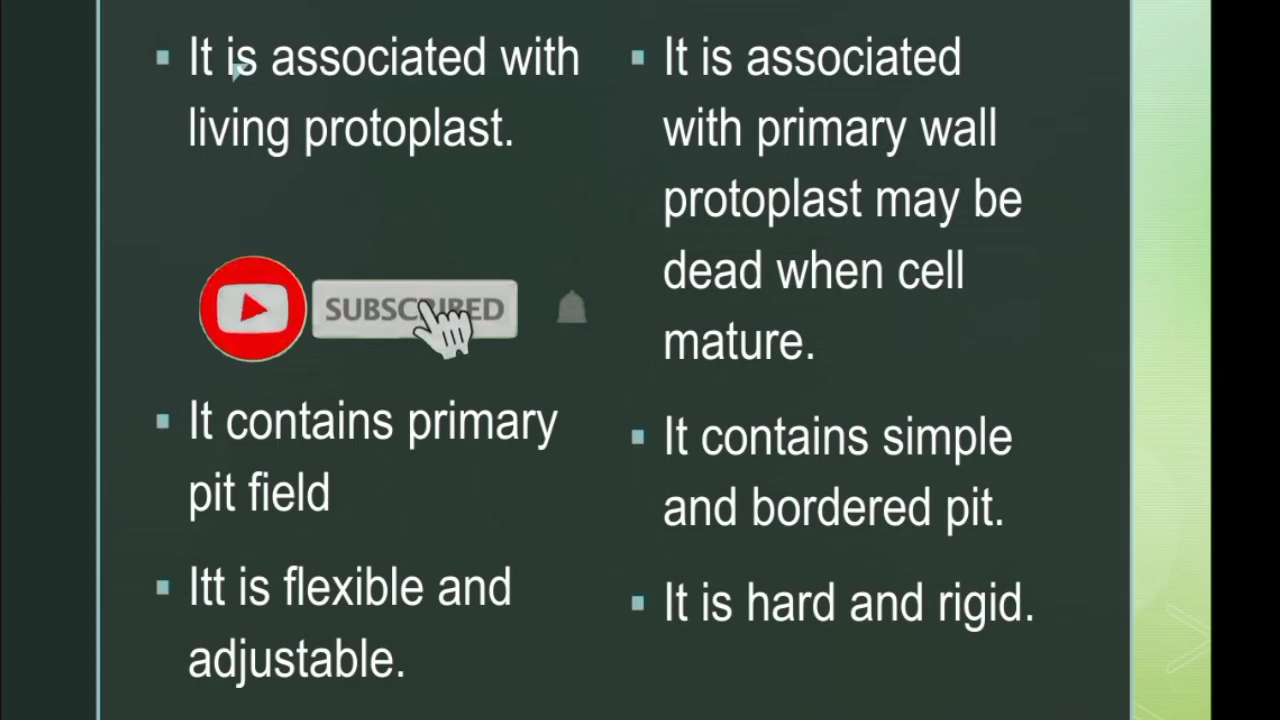 It is associated with
living protoplast.
SUBSCRIBED
It contains primary
pit field
Itt is flexible and
adjustable.
It is associated
with primary wall
protoplast may be
dead when cell
mature.
It contains simple
and bordered pit.
It is hard and rigid.